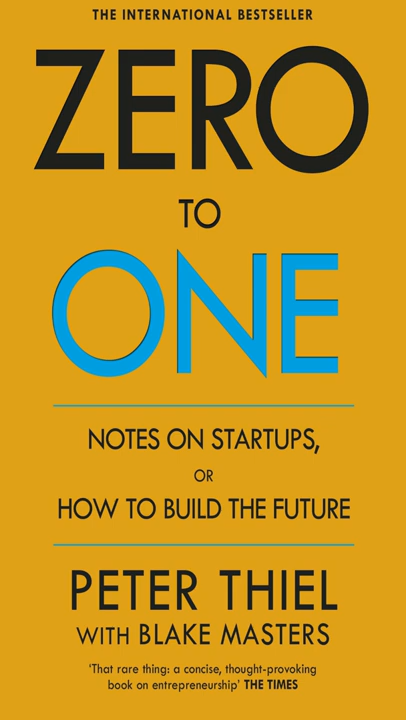 THE INTERNATIONAL BESTSELLER
ZERO
TO
ONE
NOTES ON STARTUPS,
OR
HOW TO BUILD THE FUTURE
PETER THIEL
WITH BLAKE MASTERS
'That rare thing: a concise, thought-provoking
book on entrepreneurship' THE TIMES